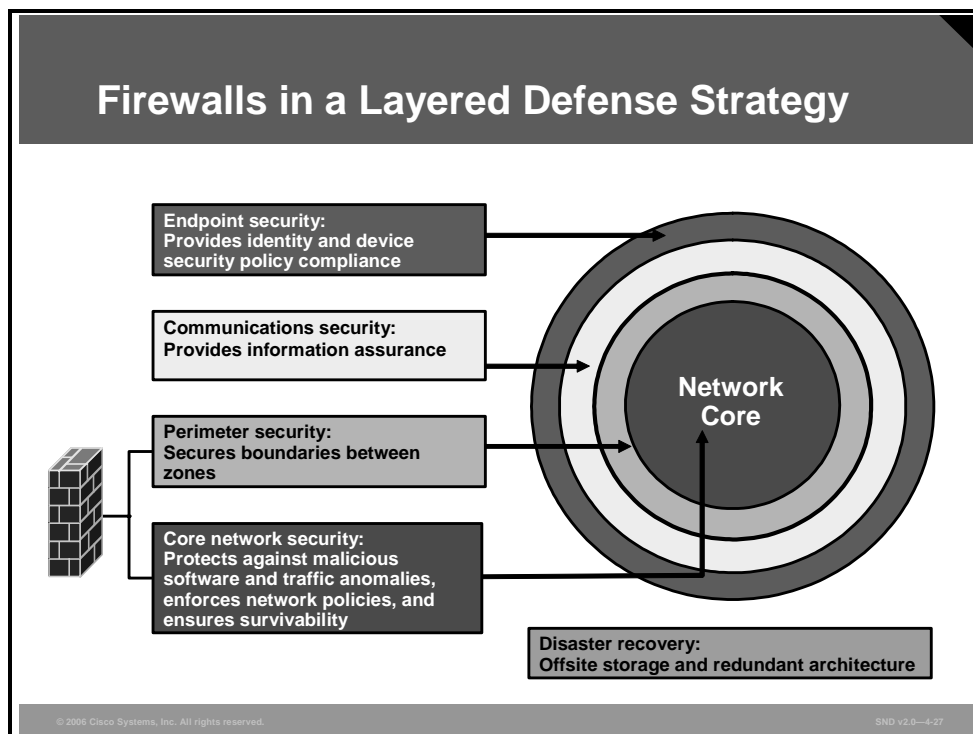 Firewalls in a Layered Defense Strategy
Endpoint security:
Provides identity and device
security policy compliance
Communications security:
Provides information assurance
Perimeter security:
Secures boundaries between
zones
Core network security:
Protects against malicious
software and traffic anomalies,
enforces network policies, and
ensures survivability
Network
Core
Disaster recovery:
Offsite storage and redundant architecture
© 2006 Cisco Systems, Inc. All rights reserved.
SND v2.0—4-27